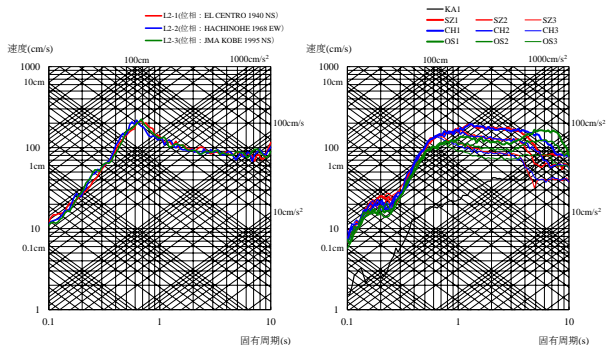 L2-1(位相：EL CENTRO 1940 NS)
L2-2(位相：HACHINOHE 1968 EW)
L2-3(位相：JMA KOBE 1995 NS)
速度(cm/s)
100cm
1000cm/s²
1000
10cm
100cm/s
100
1cm
10cm/s²
10
0.1cm
1
0.1
1
10
固有周期(s)
KA1
SZ1 SZ2 SZ3
CH1 CH2 CH3
OS1 OS2 OS3
速度(cm/s)
100cm
1000cm/s²
1000
10cm
100cm/s
100
1cm
10cm/s²
10
0.1cm
1
0.1
1
10
固有周期(s)